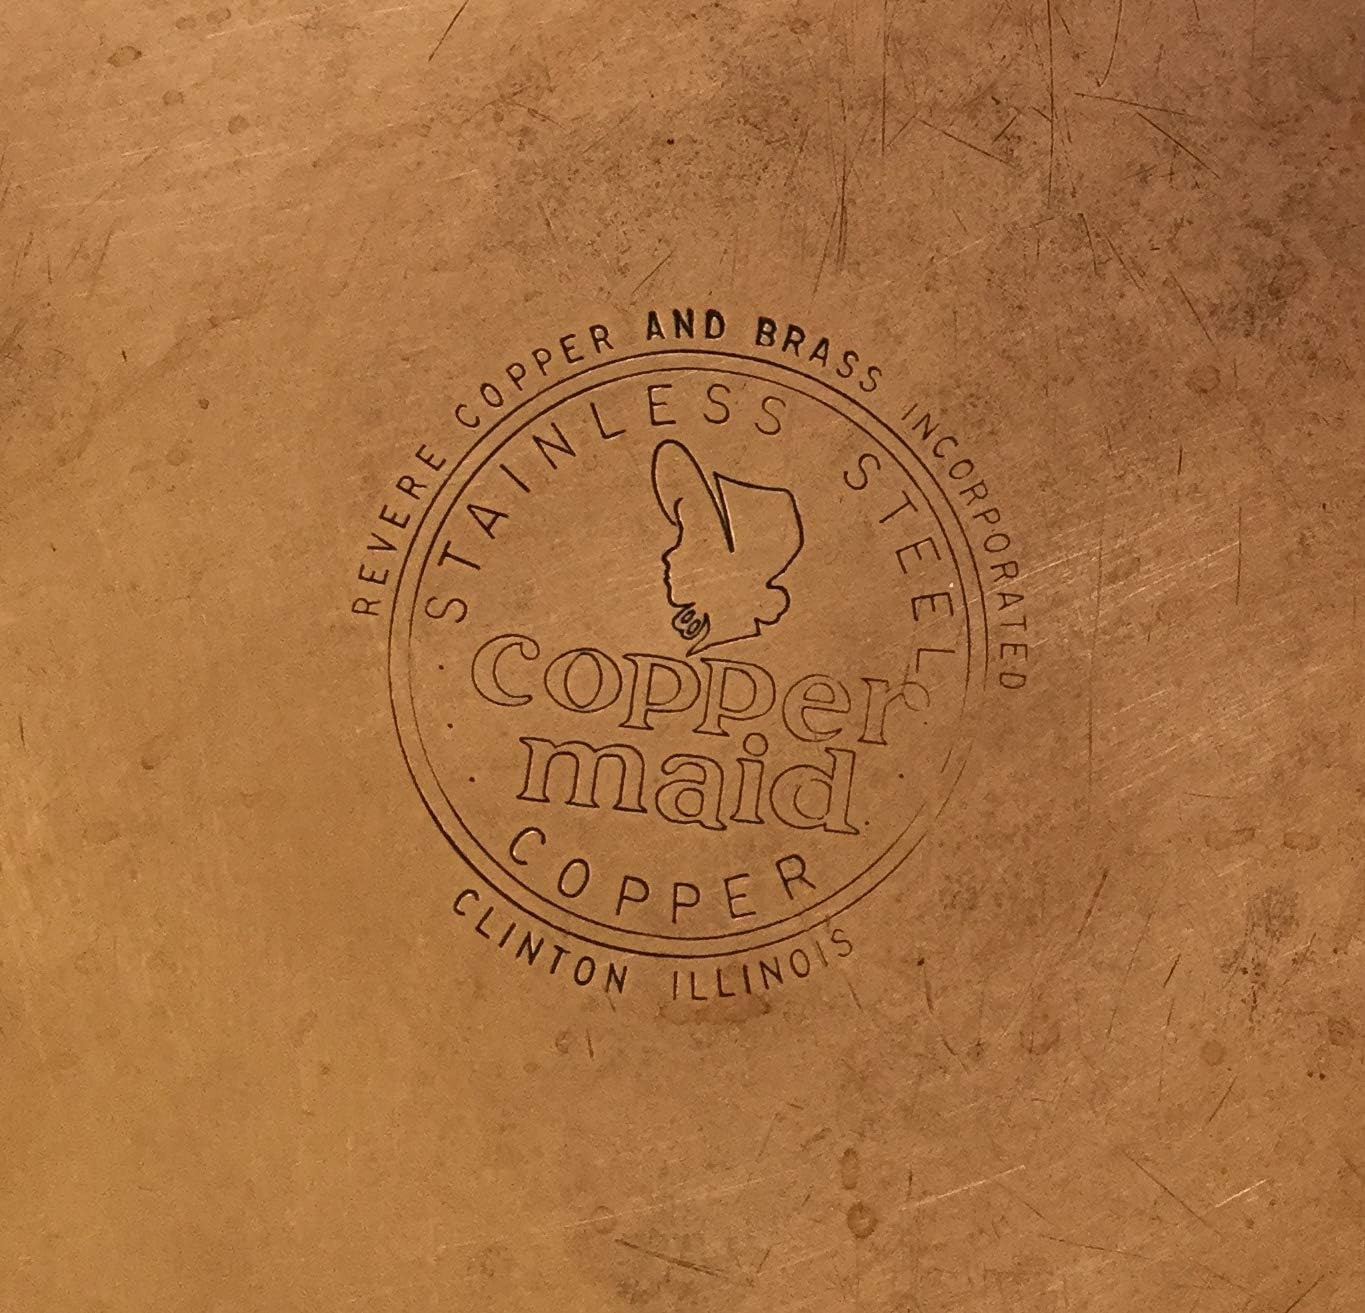 REVERE COPPER AND BRASS INCORPORATED
STAINLESS STEEL
copper
maid
COPPER
CLINTON ILLINOIS